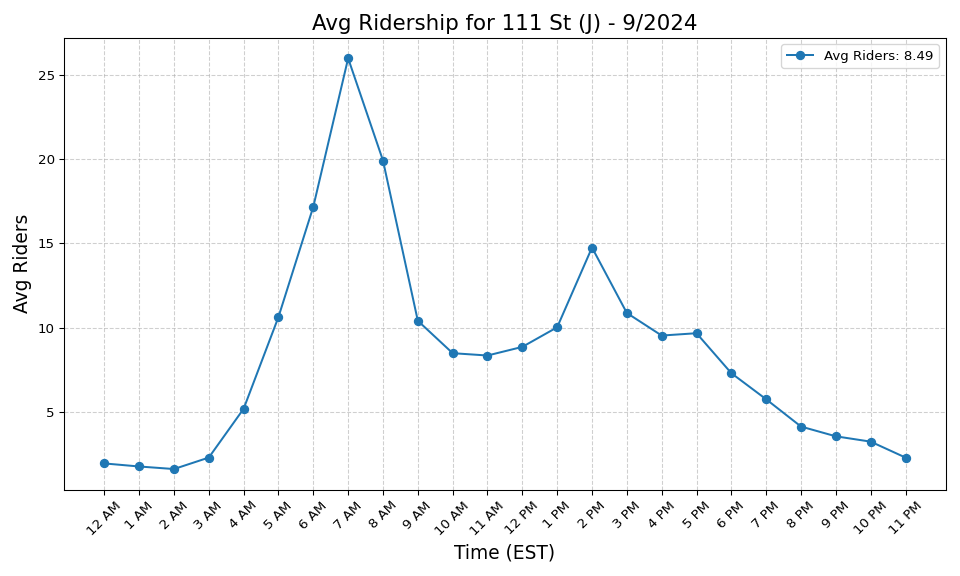 Avg Ridership for 111 St (J) - 9/2024
Avg Riders: 8.49
Avg Riders
25
20
15
10
5
12 AM
1 AM
2 AM
3 AM
4 AM
5 AM
6 AM
7 AM
8 AM
9 AM
10 AM
11 AM
12 PM
1 PM
2 PM
3 PM
4 PM
5 PM
6 PM
7 PM
8 PM
9 PM
10 PM
11 PM
Time (EST)